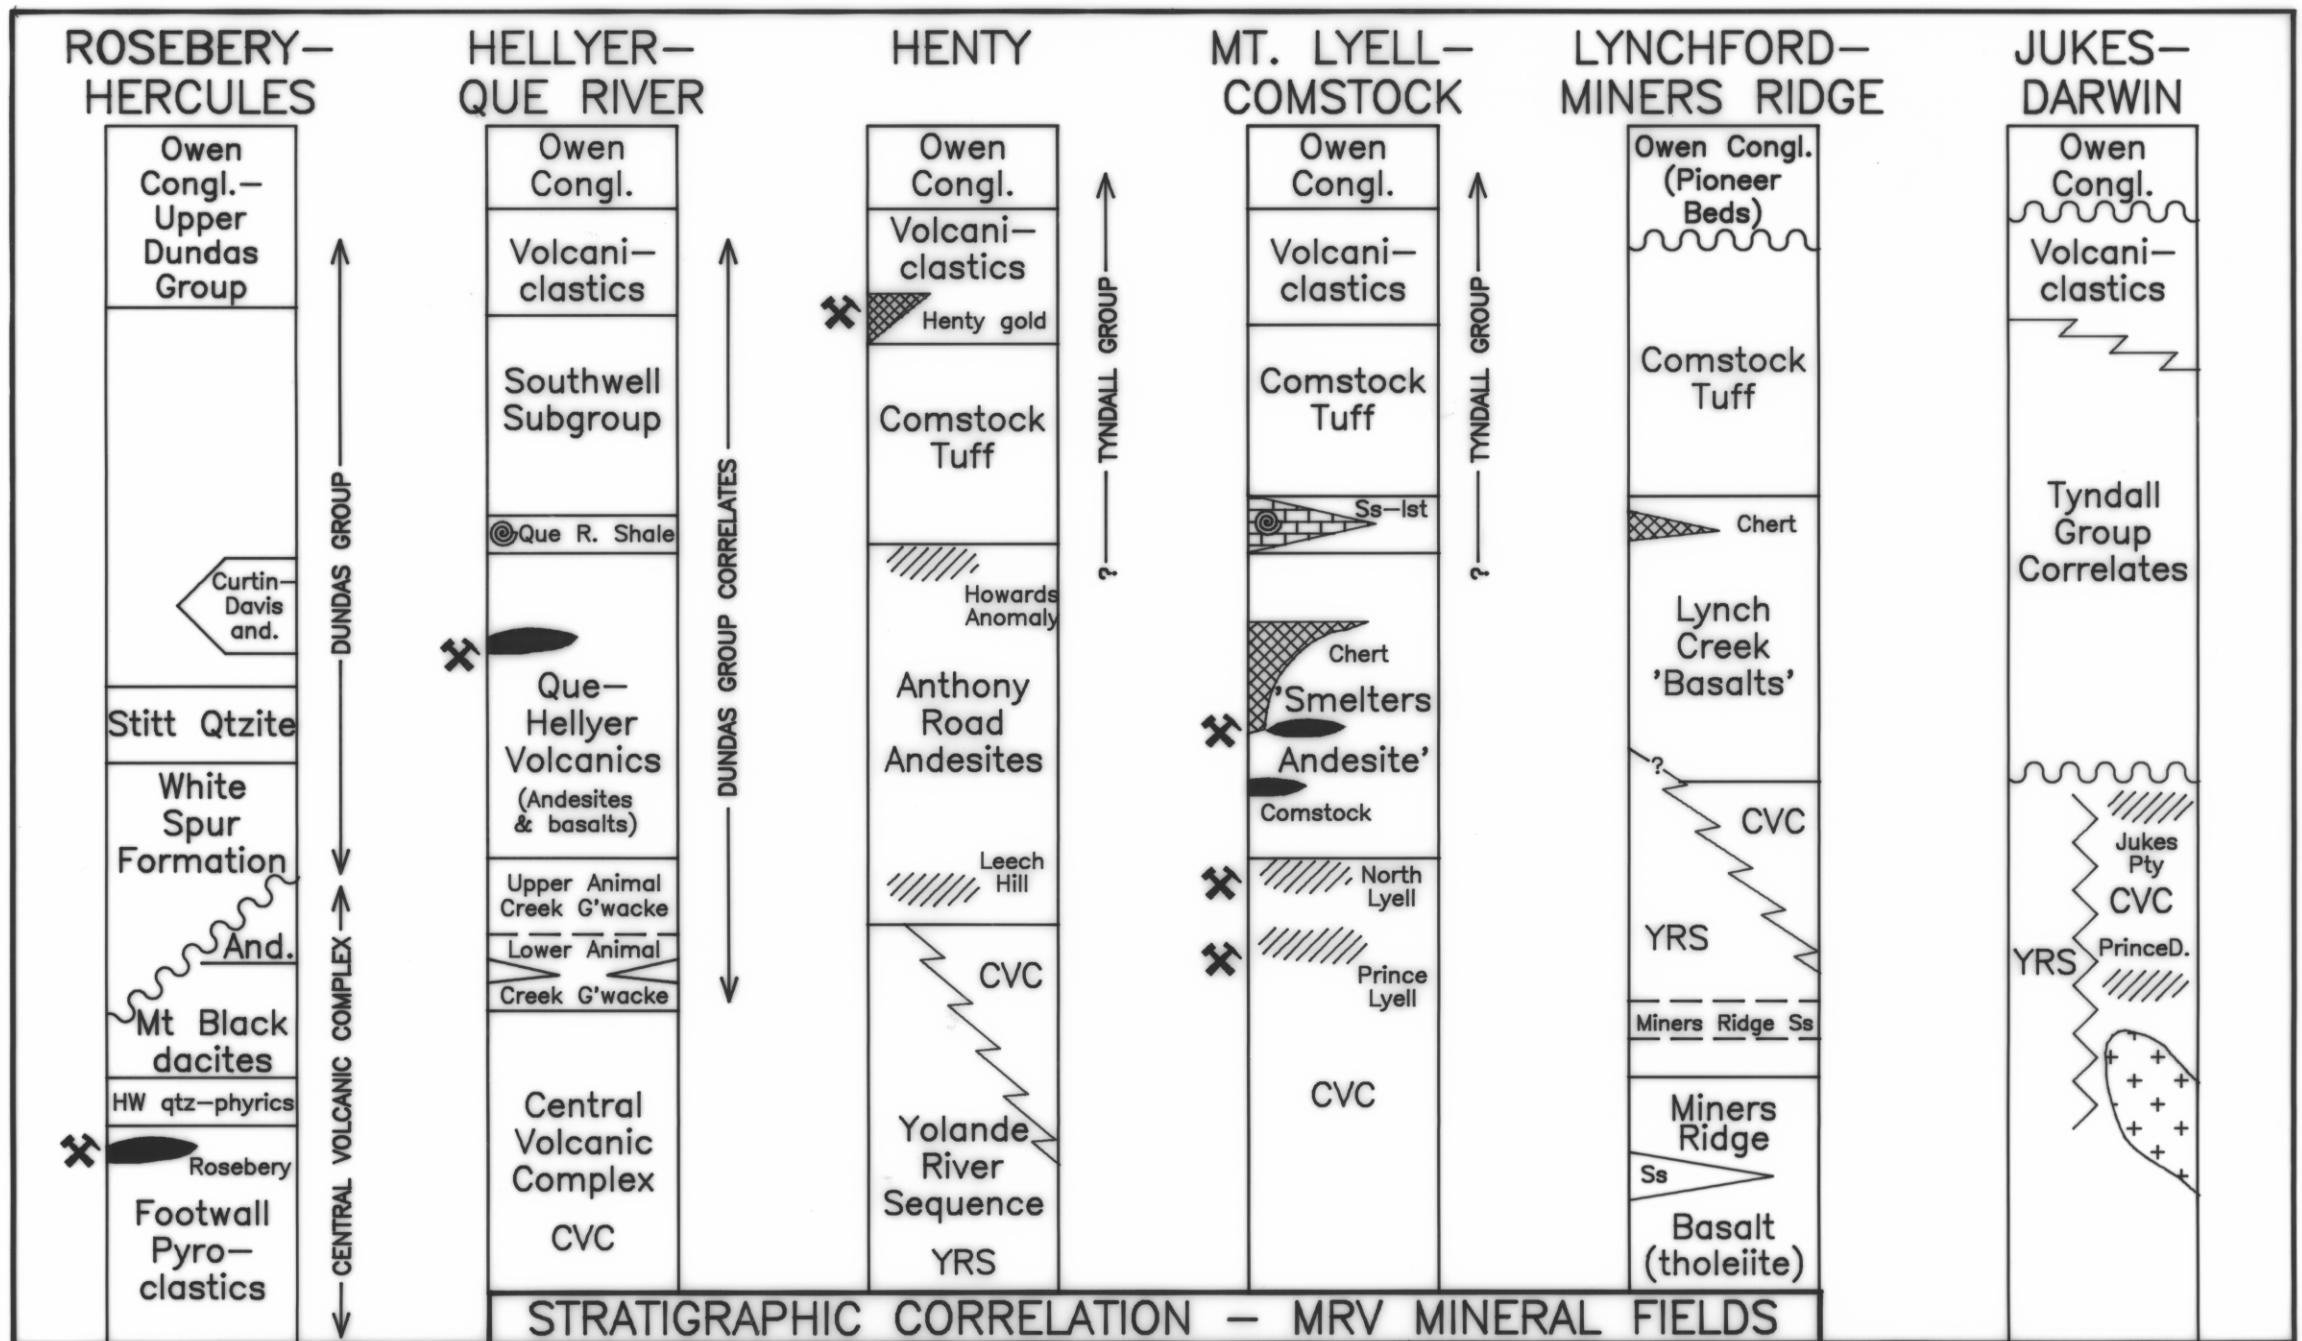 ROSEBERY—
HERCULES
Owen
Congl.—
Upper
Dundas
Group
Curtin—
Davis
and.
Stitt Qtzite
White
Spur
Formation
And.
Mt Black
dacites
HW qtz—phyrics
Rosebery
Footwall
Pyro—
clastics
DUNDAS GROUP
CENTRAL VOLCANIC COMPLEX
HELLYER—
QUE RIVER
Owen
Congl.
Volcani—
clastics
Southwell
Subgroup
Que R. Shale
Que—
Hellyer
Volcanics
(Andesites
& basalts)
Upper Animal
Creek G'wacke
Lower Animal
Creek G'wacke
Central
Volcanic
Complex
CVC
DUNDAS GROUP CORRELATES
HENTY
Owen
Congl.
Volcani—
clastics
Henty gold
Comstock
Tuff
Howards
Anomaly
Anthony
Road
Andesites
Leech
Hill
CVC
Yolande
River
Sequence
YRS
TYNDALL GROUP
?
MT. LYELL—
COMSTOCK
Owen
Congl.
Volcani—
clastics
Comstock
Tuff
Ss—lst
Chert
'Smelters
Andesite'
Comstock
North
Lyell
Prince
Lyell
CVC
TYNDALL GROUP
?
LYNCHFORD—
MINERS RIDGE
Owen Congl.
(Pioneer
Beds)
Comstock
Tuff
Chert
Lynch
Creek
'Basalts'
?
CVC
YRS
Miners Ridge Ss
Miners
Ridge
Ss
Basalt
(tholeiite)
JUKES—
DARWIN
Owen
Congl.
Volcani—
clastics
Tyndall
Group
Correlates
Jukes
Pty
CVC
YRS
PrinceD.
STRATIGRAPHIC CORRELATION — MRV MINERAL FIELDS